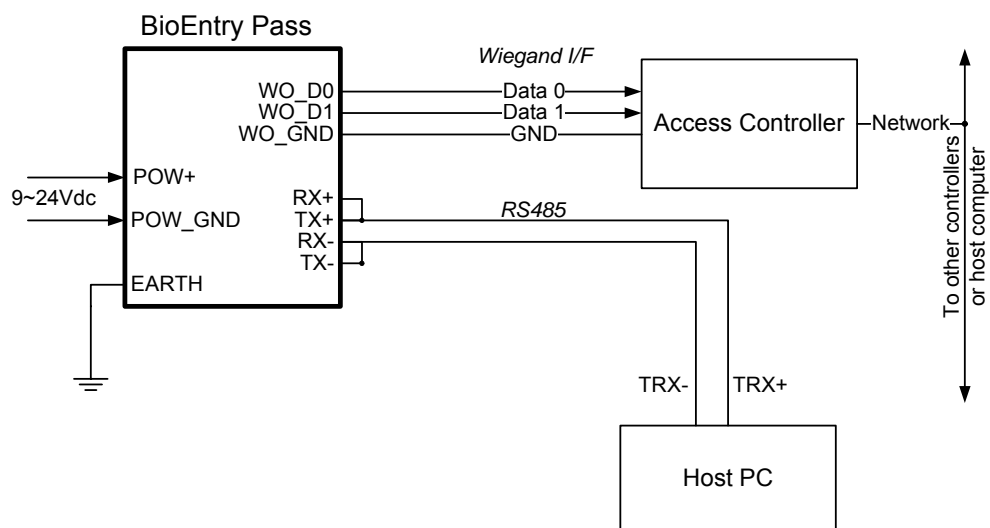 BioEntry Pass
Wiegand I/F
WO_D0
Data 0
WO_D1
Data 1
WO_GND
GND
Access Controller
Network
To other controllers
or host computer
9~24Vdc
POW+
POW_GND
EARTH
RX+
TX+
RX-
TX-
RS485
TRX-
TRX+
Host PC